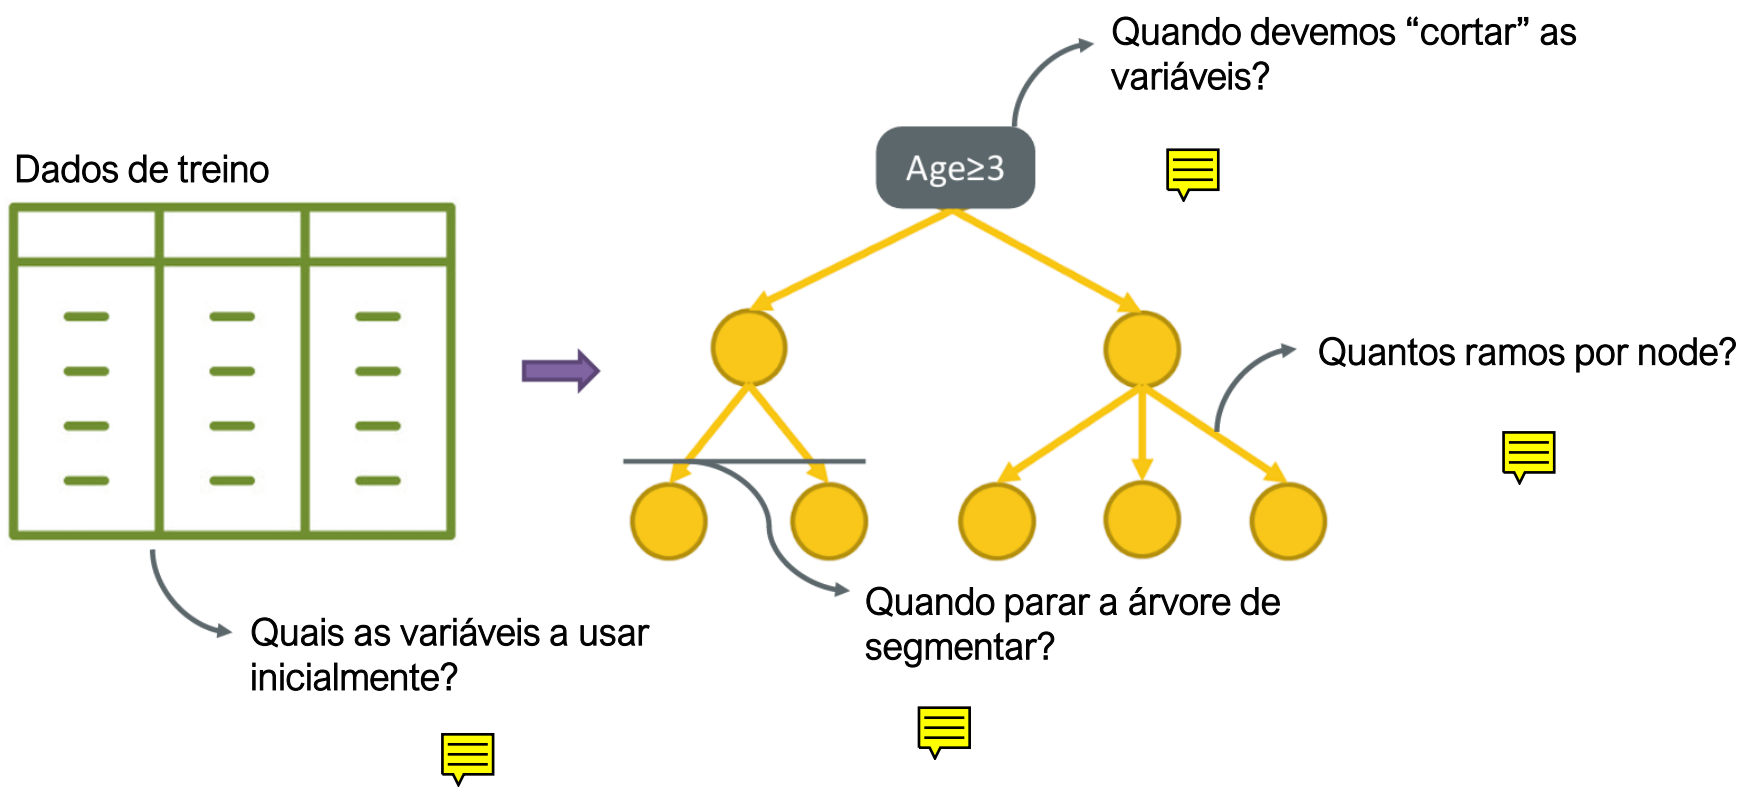 Quando devemos “cortar” as
variáveis?
Age≥3
Dados de treino
Quantos ramos por node?
Quando parar a árvore de
segmentar?
Quais as variáveis a usar
inicialmente?